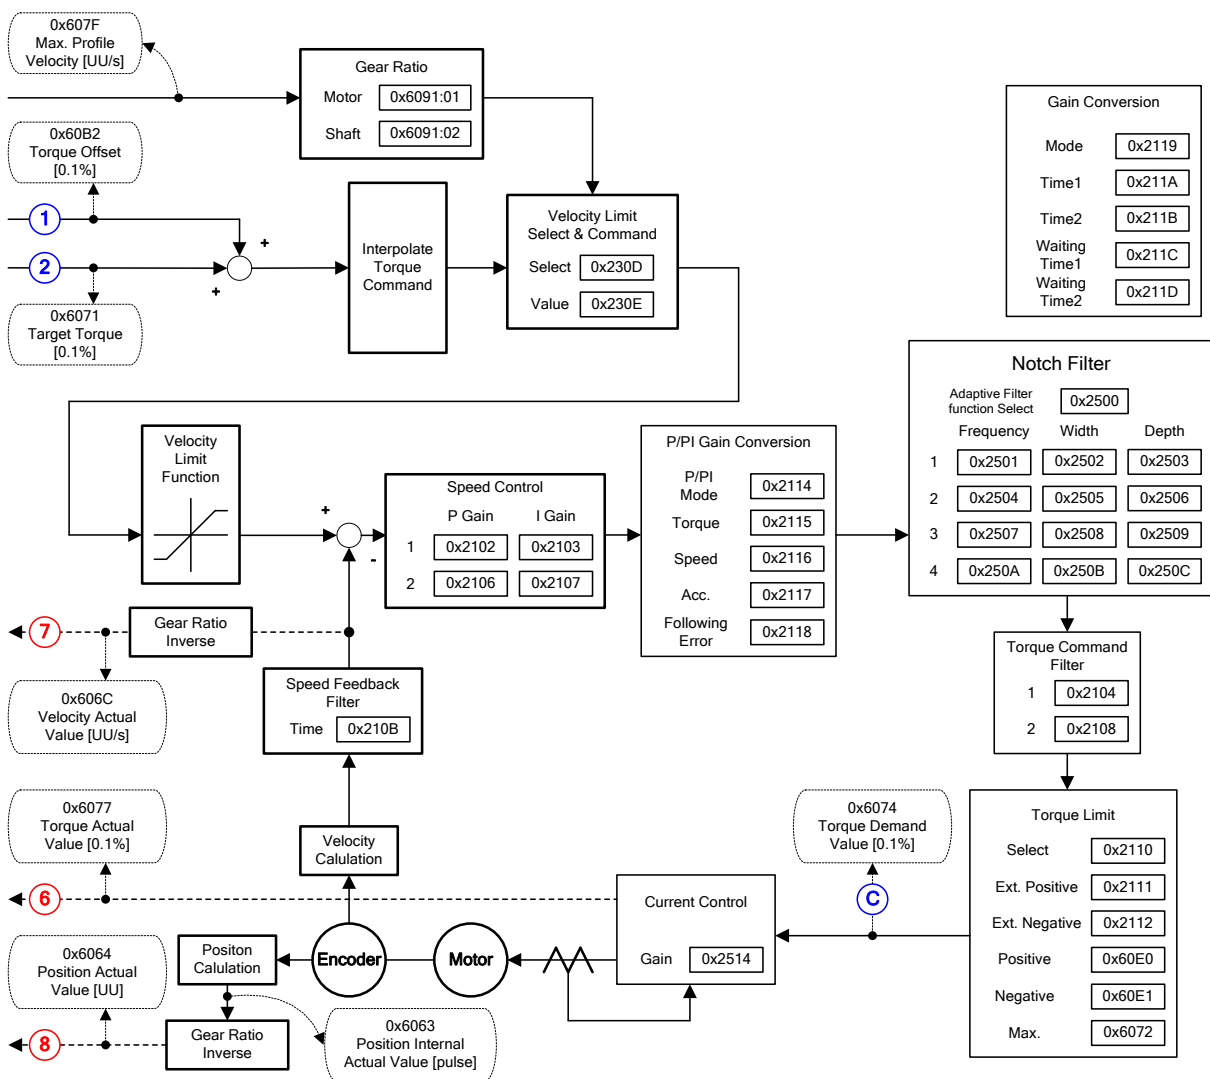 0x607F
Max. Profile
Velocity [UU/s]
Gear Ratio
Motor 0x6091:01
Shaft 0x6091:02
Gain Conversion
Mode 0x2119
Time1 0x211A
Time2 0x211B
Waiting
Time1 0x211C
Waiting
Time2 0x211D
0x60B2
Torque Offset
[0.1%]
1
+
2
+
0x6071
Target Torque
[0.1%]
Interpolate
Torque
Command
Velocity Limit
Select & Command
Select 0x230D
Value 0x230E
Notch Filter
Adaptive Filter
function Select 0x2500
Frequency Width Depth
1 0x2501 0x2502 0x2503
2 0x2504 0x2505 0x2506
3 0x2507 0x2508 0x2509
4 0x250A 0x250B 0x250C
Velocity
Limit
Function
+
-
Speed Control
P Gain I Gain
1 0x2102 0x2103
2 0x2106 0x2107
P/PI Gain Conversion
P/PI
Mode 0x2114
Torque 0x2115
Speed 0x2116
Acc. 0x2117
Following
Error 0x2118
7
Gear Ratio
Inverse
0x606C
Velocity Actual
Value [UU/s]
Speed Feedback
Filter
Time 0x210B
Torque Command
Filter
1 0x2104
2 0x2108
0x6077
Torque Actual
Value [0.1%]
Velocity
Calulation
0x6074
Torque Demand
Value [0.1%]
Torque Limit
Select 0x2110
Ext. Positive 0x2111
Ext. Negative 0x2112
Positive 0x60E0
Negative 0x60E1
Max. 0x6072
6
C
Current Control
Gain 0x2514
0x6064
Position Actual
Value [UU]
Positon
Calulation
Encoder
Motor
8
Gear Ratio
Inverse
0x6063
Position Internal
Actual Value [pulse]